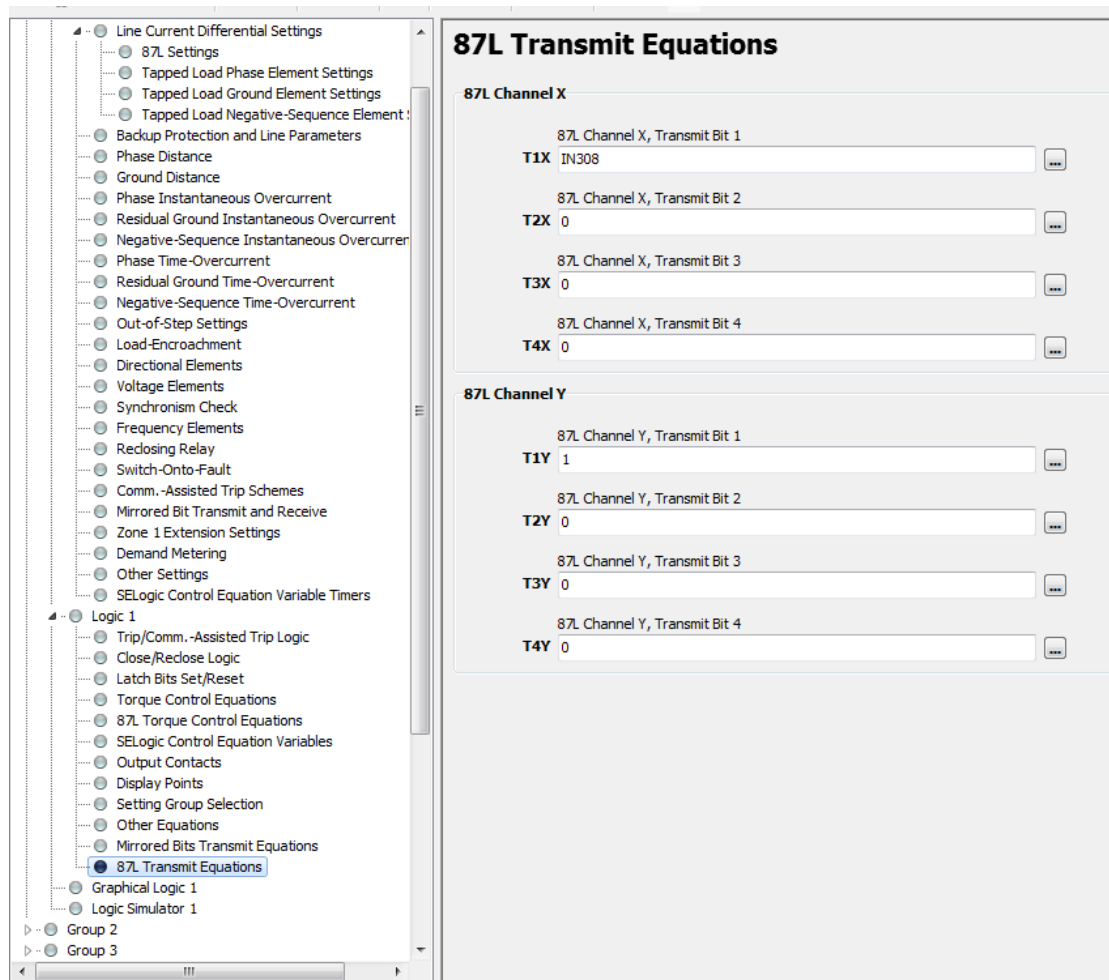 Line Current Differential Settings
87L Settings
Tapped Load Phase Element Settings
Tapped Load Ground Element Settings
Tapped Load Negative-Sequence Element
Backup Protection and Line Parameters
Phase Distance
Ground Distance
Phase Instantaneous Overcurrent
Residual Ground Instantaneous Overcurrent
Negative-Sequence Instantaneous Overcurren
Phase Time-Overcurrent
Residual Ground Time-Overcurrent
Negative-Sequence Time-Overcurrent
Out-of-Step Settings
Load-Encroachment
Directional Elements
Voltage Elements
Synchronism Check
Frequency Elements
Reclosing Relay
Switch-Onto-Fault
Comm.-Assisted Trip Schemes
Mirrored Bit Transmit and Receive
Zone 1 Extension Settings
Demand Metering
Other Settings
SELogic Control Equation Variable Timers
Logic 1
Trip/Comm.-Assisted Trip Logic
Close/Reclose Logic
Latch Bits Set/Reset
Torque Control Equations
87L Torque Control Equations
SELogic Control Equation Variables
Output Contacts
Display Points
Setting Group Selection
Other Equations
Mirrored Bits Transmit Equations
87L Transmit Equations
Graphical Logic 1
Logic Simulator 1
Group 2
Group 3
87L Transmit Equations
87L Channel X
87L Channel X, Transmit Bit 1
T1X IN308 ...
87L Channel X, Transmit Bit 2
T2X 0 ...
87L Channel X, Transmit Bit 3
T3X 0 ...
87L Channel X, Transmit Bit 4
T4X 0 ...
87L Channel Y
87L Channel Y, Transmit Bit 1
T1Y 1 ...
87L Channel Y, Transmit Bit 2
T2Y 0 ...
87L Channel Y, Transmit Bit 3
T3Y 0 ...
87L Channel Y, Transmit Bit 4
T4Y 0 ...